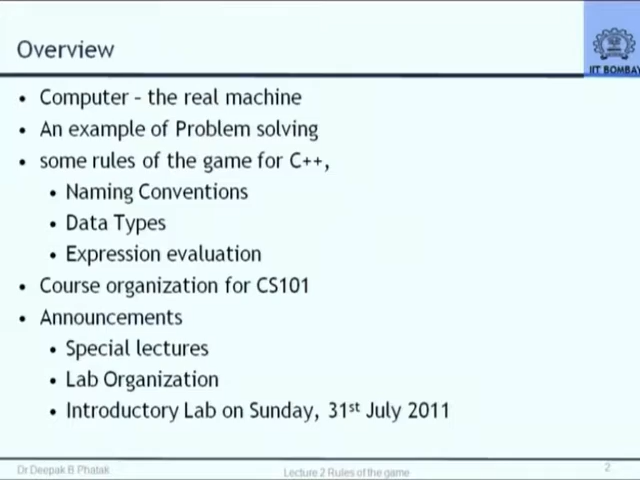 Overview
IIT BOMBAY
• Computer – the real machine
• An example of Problem solving
• some rules of the game for C++,
• Naming Conventions
• Data Types
• Expression evaluation
• Course organization for CS101
• Announcements
• Special lectures
• Lab Organization
• Introductory Lab on Sunday, 31st July 2011
Dr Deepak B Phatak
Lecture 2 Rules of the game
2